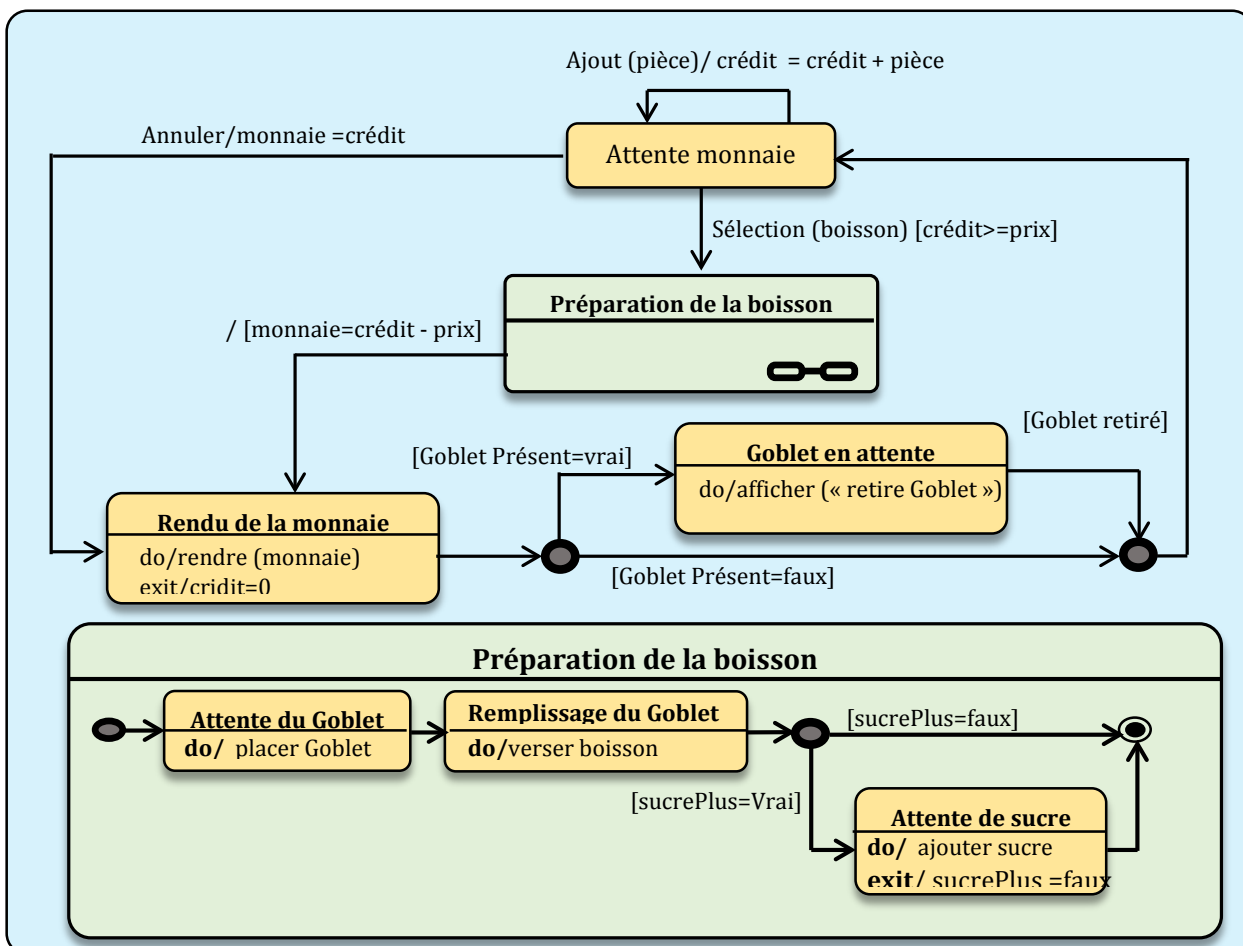 Ajout (pièce)/ crédit = crédit + pièce
Annuler/monnaie =crédit
Attente monnaie
Sélection (boisson) [crédit>=prix]
Préparation de la boisson
/ [monnaie=crédit - prix]
[Goblet retiré]
[Goblet Présent=vrai]
Goblet en attente
do/afficher (« retire Goblet »)
Rendu de la monnaie
do/rendre (monnaie)
exit/cridit=0
[Goblet Présent=faux]
Préparation de la boisson
Attente du Goblet
do/ placer Goblet
Remplissage du Goblet
do/verser boisson
[sucrePlus=faux]
[sucrePlus=Vrai]
Attente de sucre
do/ ajouter sucre
exit/ sucrePlus =faux